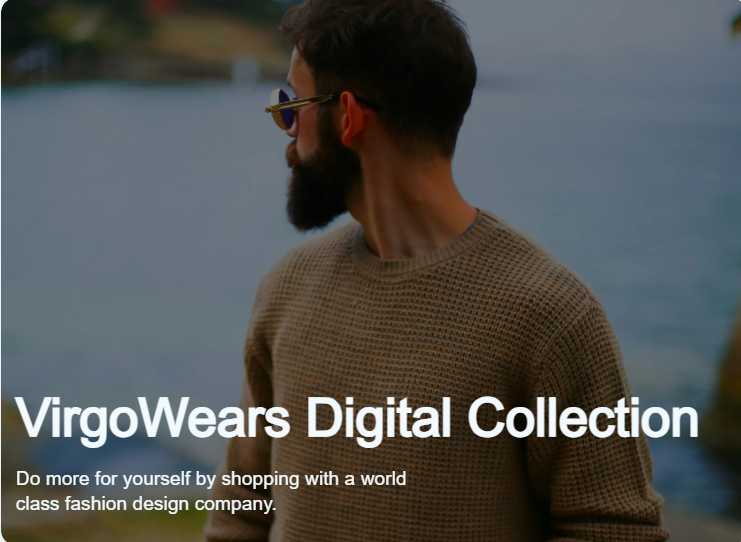 VirgoWears Digital Collection
Do more for yourself by shopping with a world
class fashion design company.